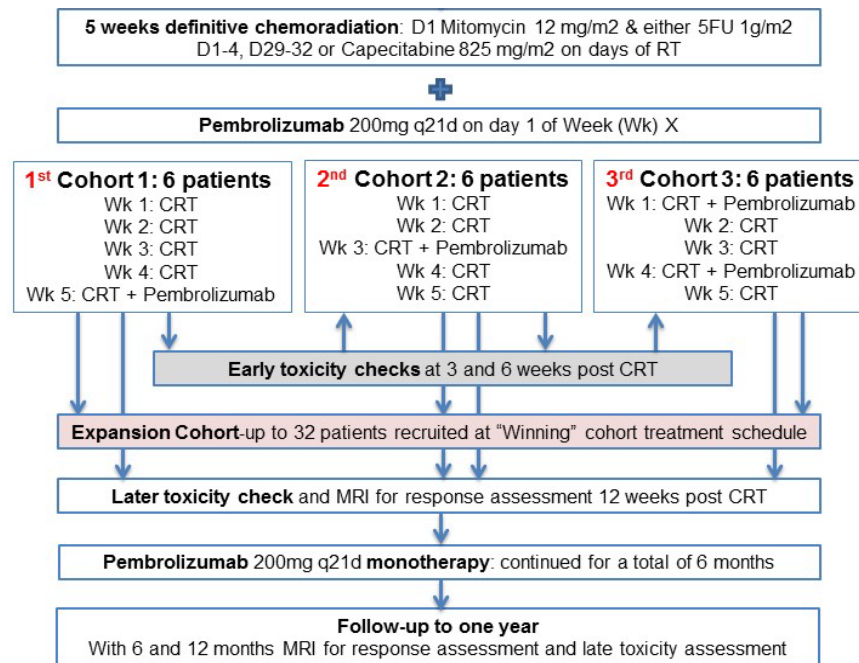 5 weeks definitive chemoradiation: D1 Mitomycin 12 mg/m2 & either 5FU 1g/m2
D1-4, D29-32 or Capecitabine 825 mg/m2 on days of RT
Pembrolizumab 200mg q21d on day 1 of Week (Wk) X
1st Cohort 1: 6 patients
Wk 1: CRT
Wk 2: CRT
Wk 3: CRT
Wk 4: CRT
Wk 5: CRT + Pembrolizumab
2nd Cohort 2: 6 patients
Wk 1: CRT
Wk 2: CRT
Wk 3: CRT + Pembrolizumab
Wk 4: CRT
Wk 5: CRT
3rd Cohort 3: 6 patients
Wk 1: CRT + Pembrolizumab
Wk 2: CRT
Wk 3: CRT
Wk 4: CRT + Pembrolizumab
Wk 5: CRT
Early toxicity checks at 3 and 6 weeks post CRT
Expansion Cohort-up to 32 patients recruited at “Winning” cohort treatment schedule
Later toxicity check and MRI for response assessment 12 weeks post CRT
Pembrolizumab 200mg q21d monotherapy: continued for a total of 6 months
Follow-up to one year
With 6 and 12 months MRI for response assessment and late toxicity assessment